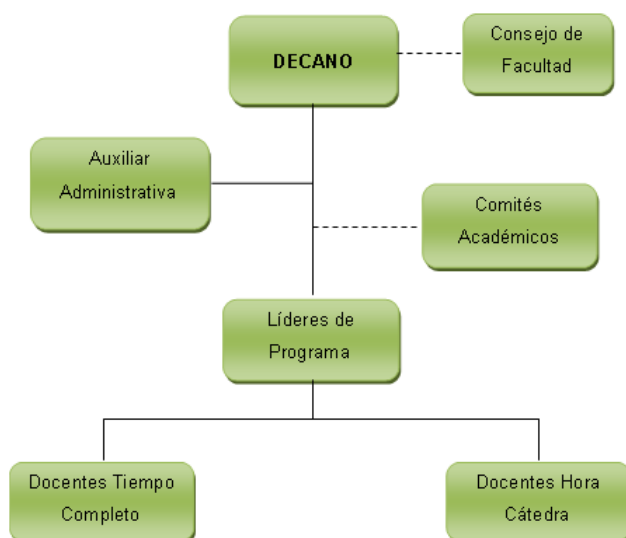 DECANO
Consejo de
Facultad
Auxiliar
Administrativa
Comités
Académicos
Líderes de
Programa
Docentes Tiempo
Completo
Docentes Hora
Cátedra